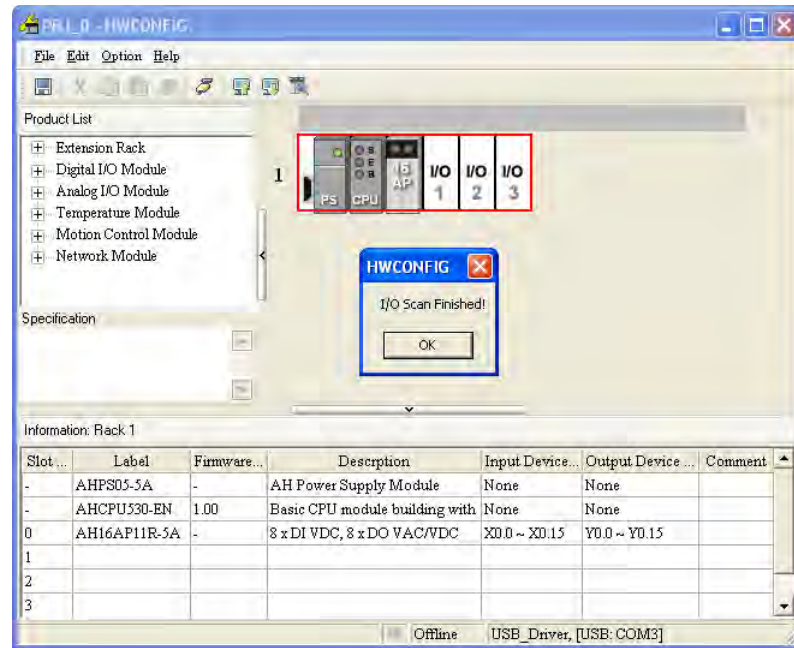 PRJ_0 - HWCONFIG
File Edit Option Help
Product List
Extension Rack
Digital I/O Module
Analog I/O Module
Temperature Module
Motion Control Module
Network Module
Specification
1
PS CPU 16 AP I/O 1 I/O 2 I/O 3
HWCONFIG
I/O Scan Finished!
OK
Information: Rack 1
Slot ... Label Firmware... Descrption Input Device... Output Device ... Comment
- AHPS05-5A - AH Power Supply Module None None
- AHCPU530-EN 1.00 Basic CPU module building with None None
0 AH16AP11R-5A - 8 x DI VDC, 8 x DO VAC/VDC X0.0 ~ X0.15 Y0.0 ~ Y0.15
1
2
3
Offline USB_Driver, [USB: COM3]